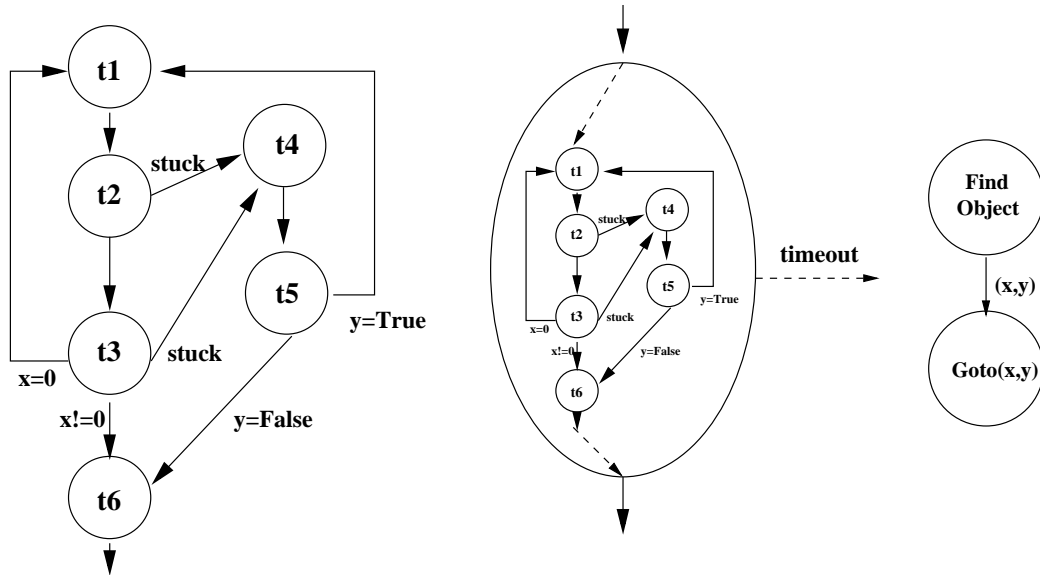 t1
t4
stuck
t2
t5
y=True
t3
stuck
x=0
x!=0
y=False
t6
t1
t4
stuck
t2
t5
y=True
t3
x=0
stuck
x!=0
y=False
t6
timeout
Find
Object
(x,y)
Goto(x,y)